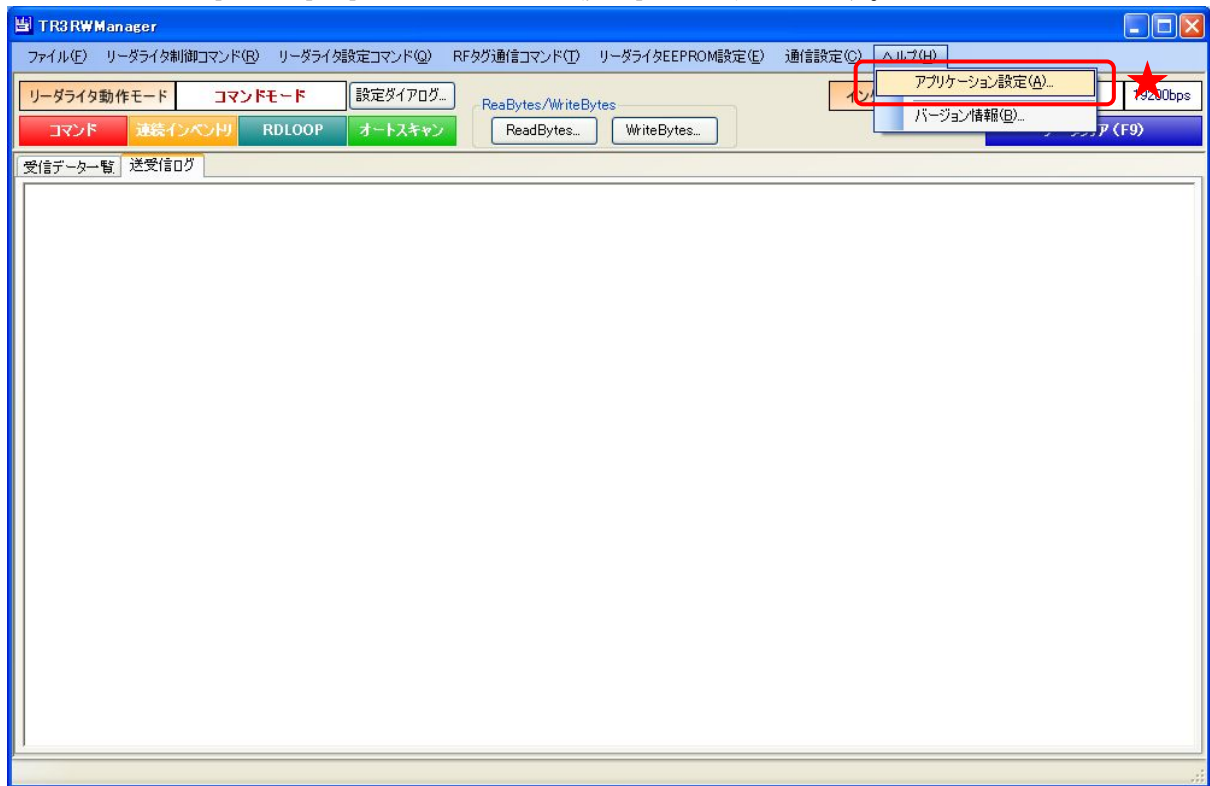 TR3RWManager
ファイル(F) リーダライタ制御コマンド(R) リーダライタ設定コマンド(Q) RFタグ通信コマンド(T) リーダライタEEPROM設定(E) 通信設定(C) ヘルプ(H)
アプリケーション設定(A)...
バージョン情報(B)...
リーダライタ動作モード コマンドモード 設定ダイアログ... ReaBytes/WriteBytes 19200bps
コマンド 連続インベントリ RDLOOP オートスキャン ReadBytes... WriteBytes... (F9)
受信データ一覧 送受信ログ